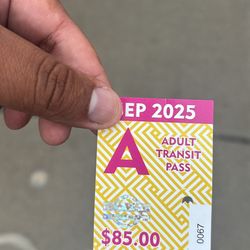 EP 2025
A
ADULT
TRANSIT
PASS
$85.00
0067